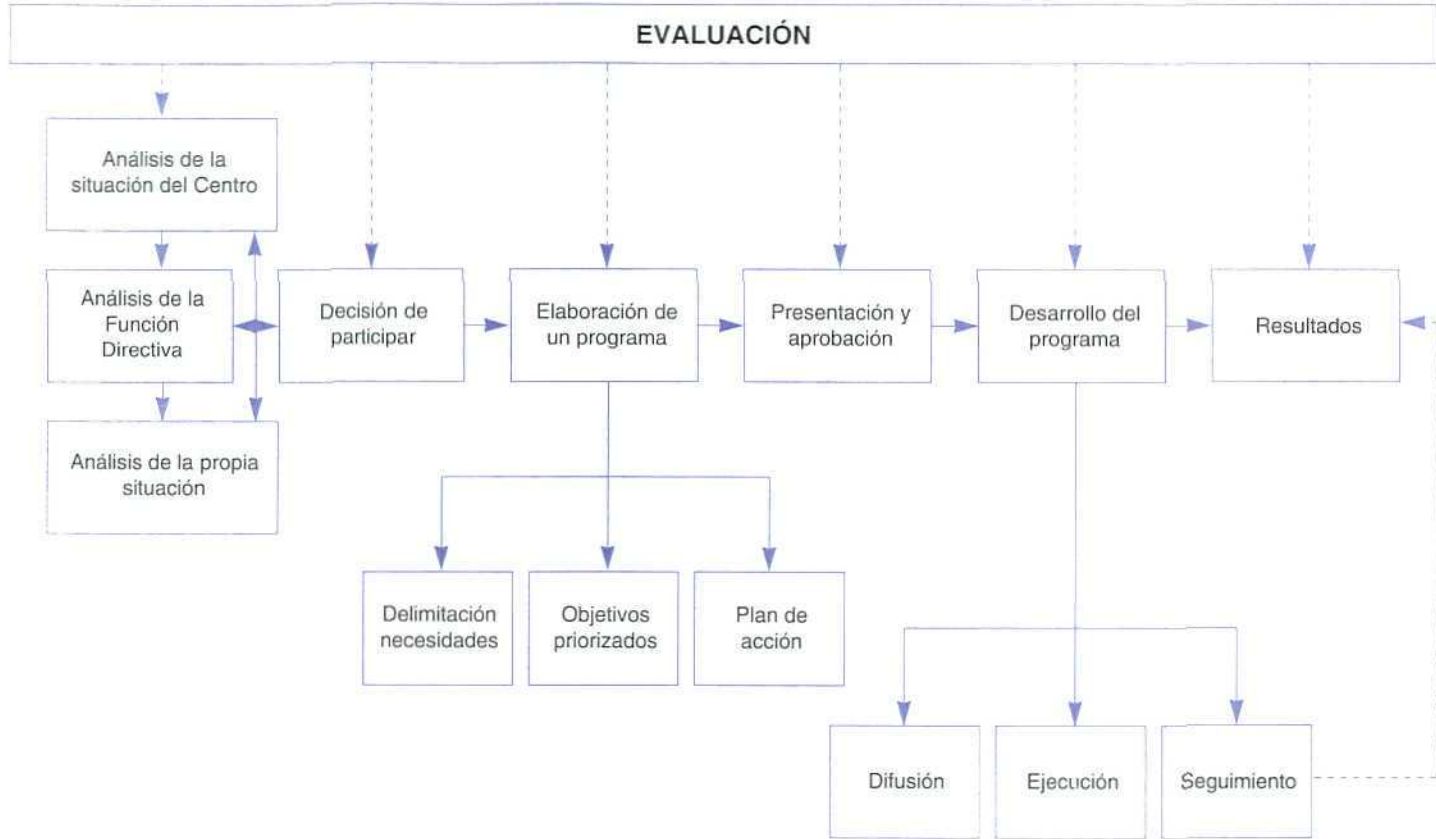 EVALUACIÓN
Análisis de la
situación del Centro
Análisis de la
Función
Directiva
Análisis de la propia
situación
Decisión de
participar
Elaboración de
un programa
Presentación y
aprobación
Desarrollo del
programa
Resultados
Delimitación
necesidades
Objetivos
priorizados
Plan de
acción
Difusión
Ejecución
Seguimiento